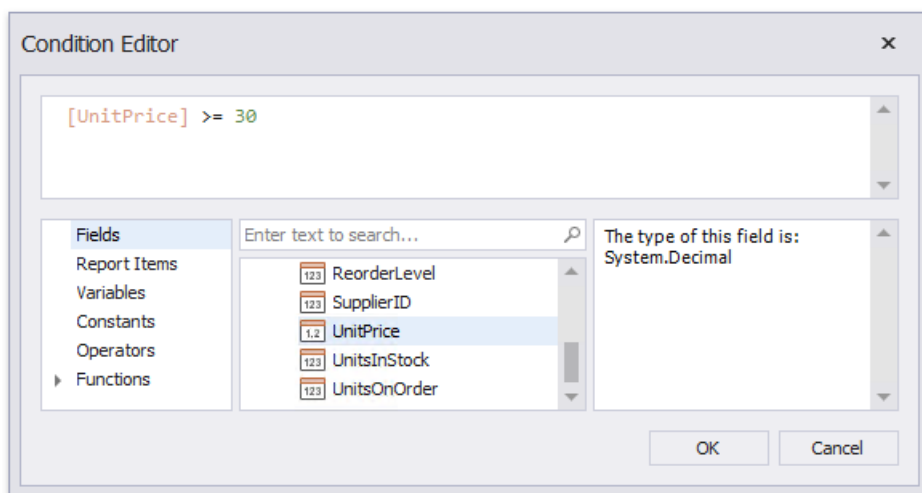 Condition Editor
[UnitPrice] >= 30
Fields
Report Items
Variables
Constants
Operators
Functions
Enter text to search...
123 ReorderLevel
123 SupplierID
1.2 UnitPrice
123 UnitsInStock
123 UnitsOnOrder
The type of this field is:
System.Decimal
OK
Cancel